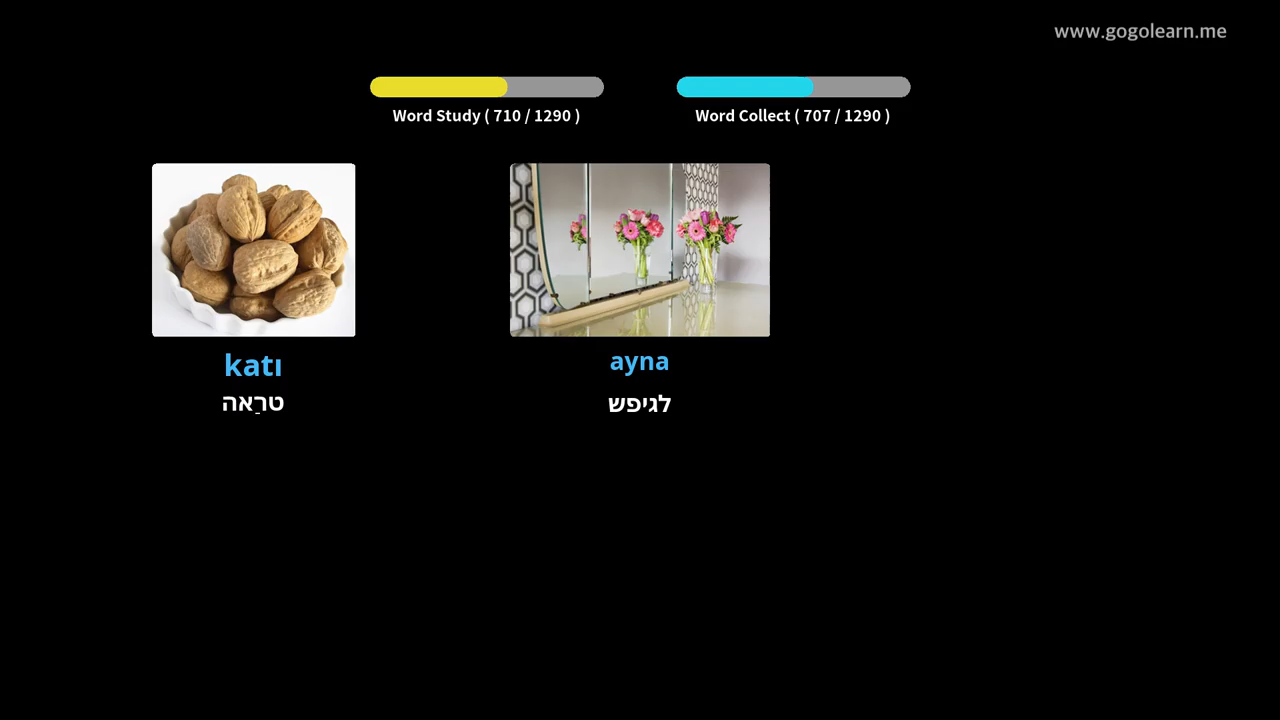 www.gogolearn.me
Word Study ( 710 / 1290 )
Word Collect ( 707 / 1290 )
katı
טרַאה
ayna
לגיפש